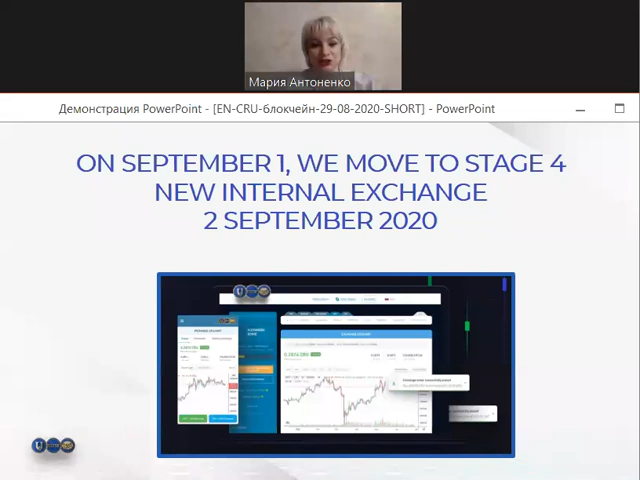 Мария Антоненко
Демонстрация PowerPoint - [EN-CRU-блокчейн-29-08-2020-SHORT] - PowerPoint
ON SEPTEMBER 1, WE MOVE TO STAGE 4
NEW INTERNAL EXCHANGE
2 SEPTEMBER 2020